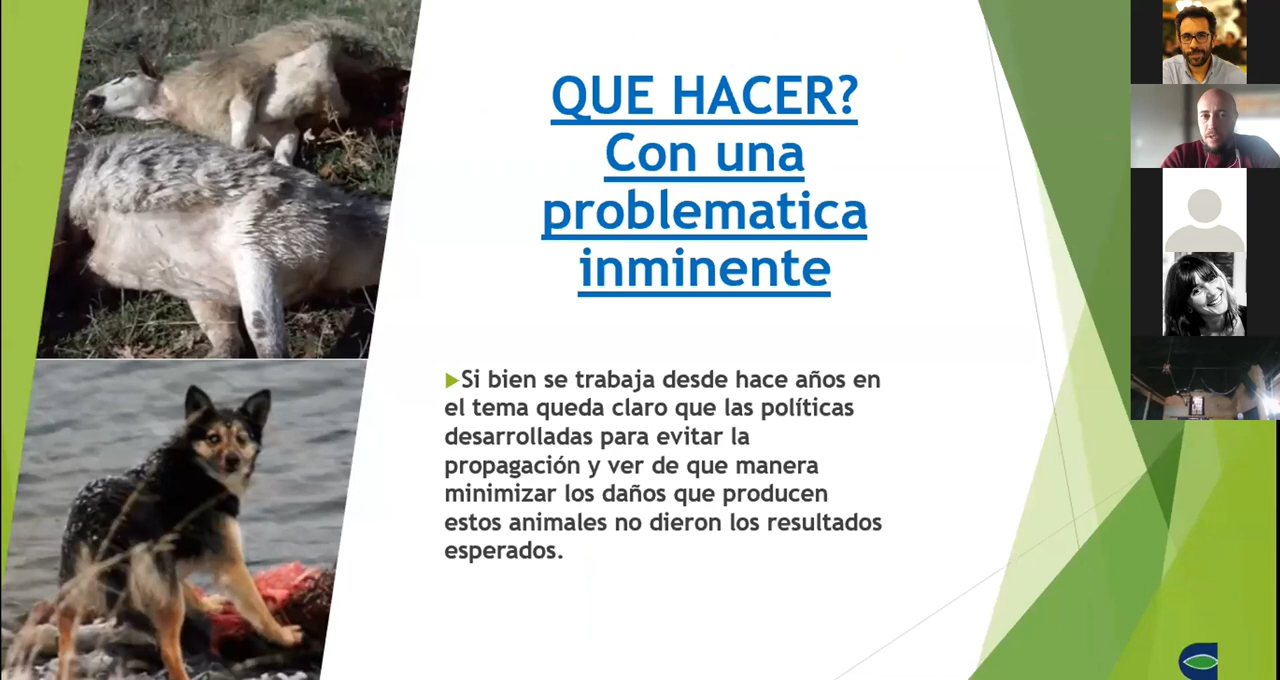 QUE HACER?
Con una
problematica
inminente
Si bien se trabaja desde hace años en
el tema queda claro que las políticas
desarrolladas para evitar la
propagación y ver de que manera
minimizar los daños que producen
estos animales no dieron los resultados
esperados.